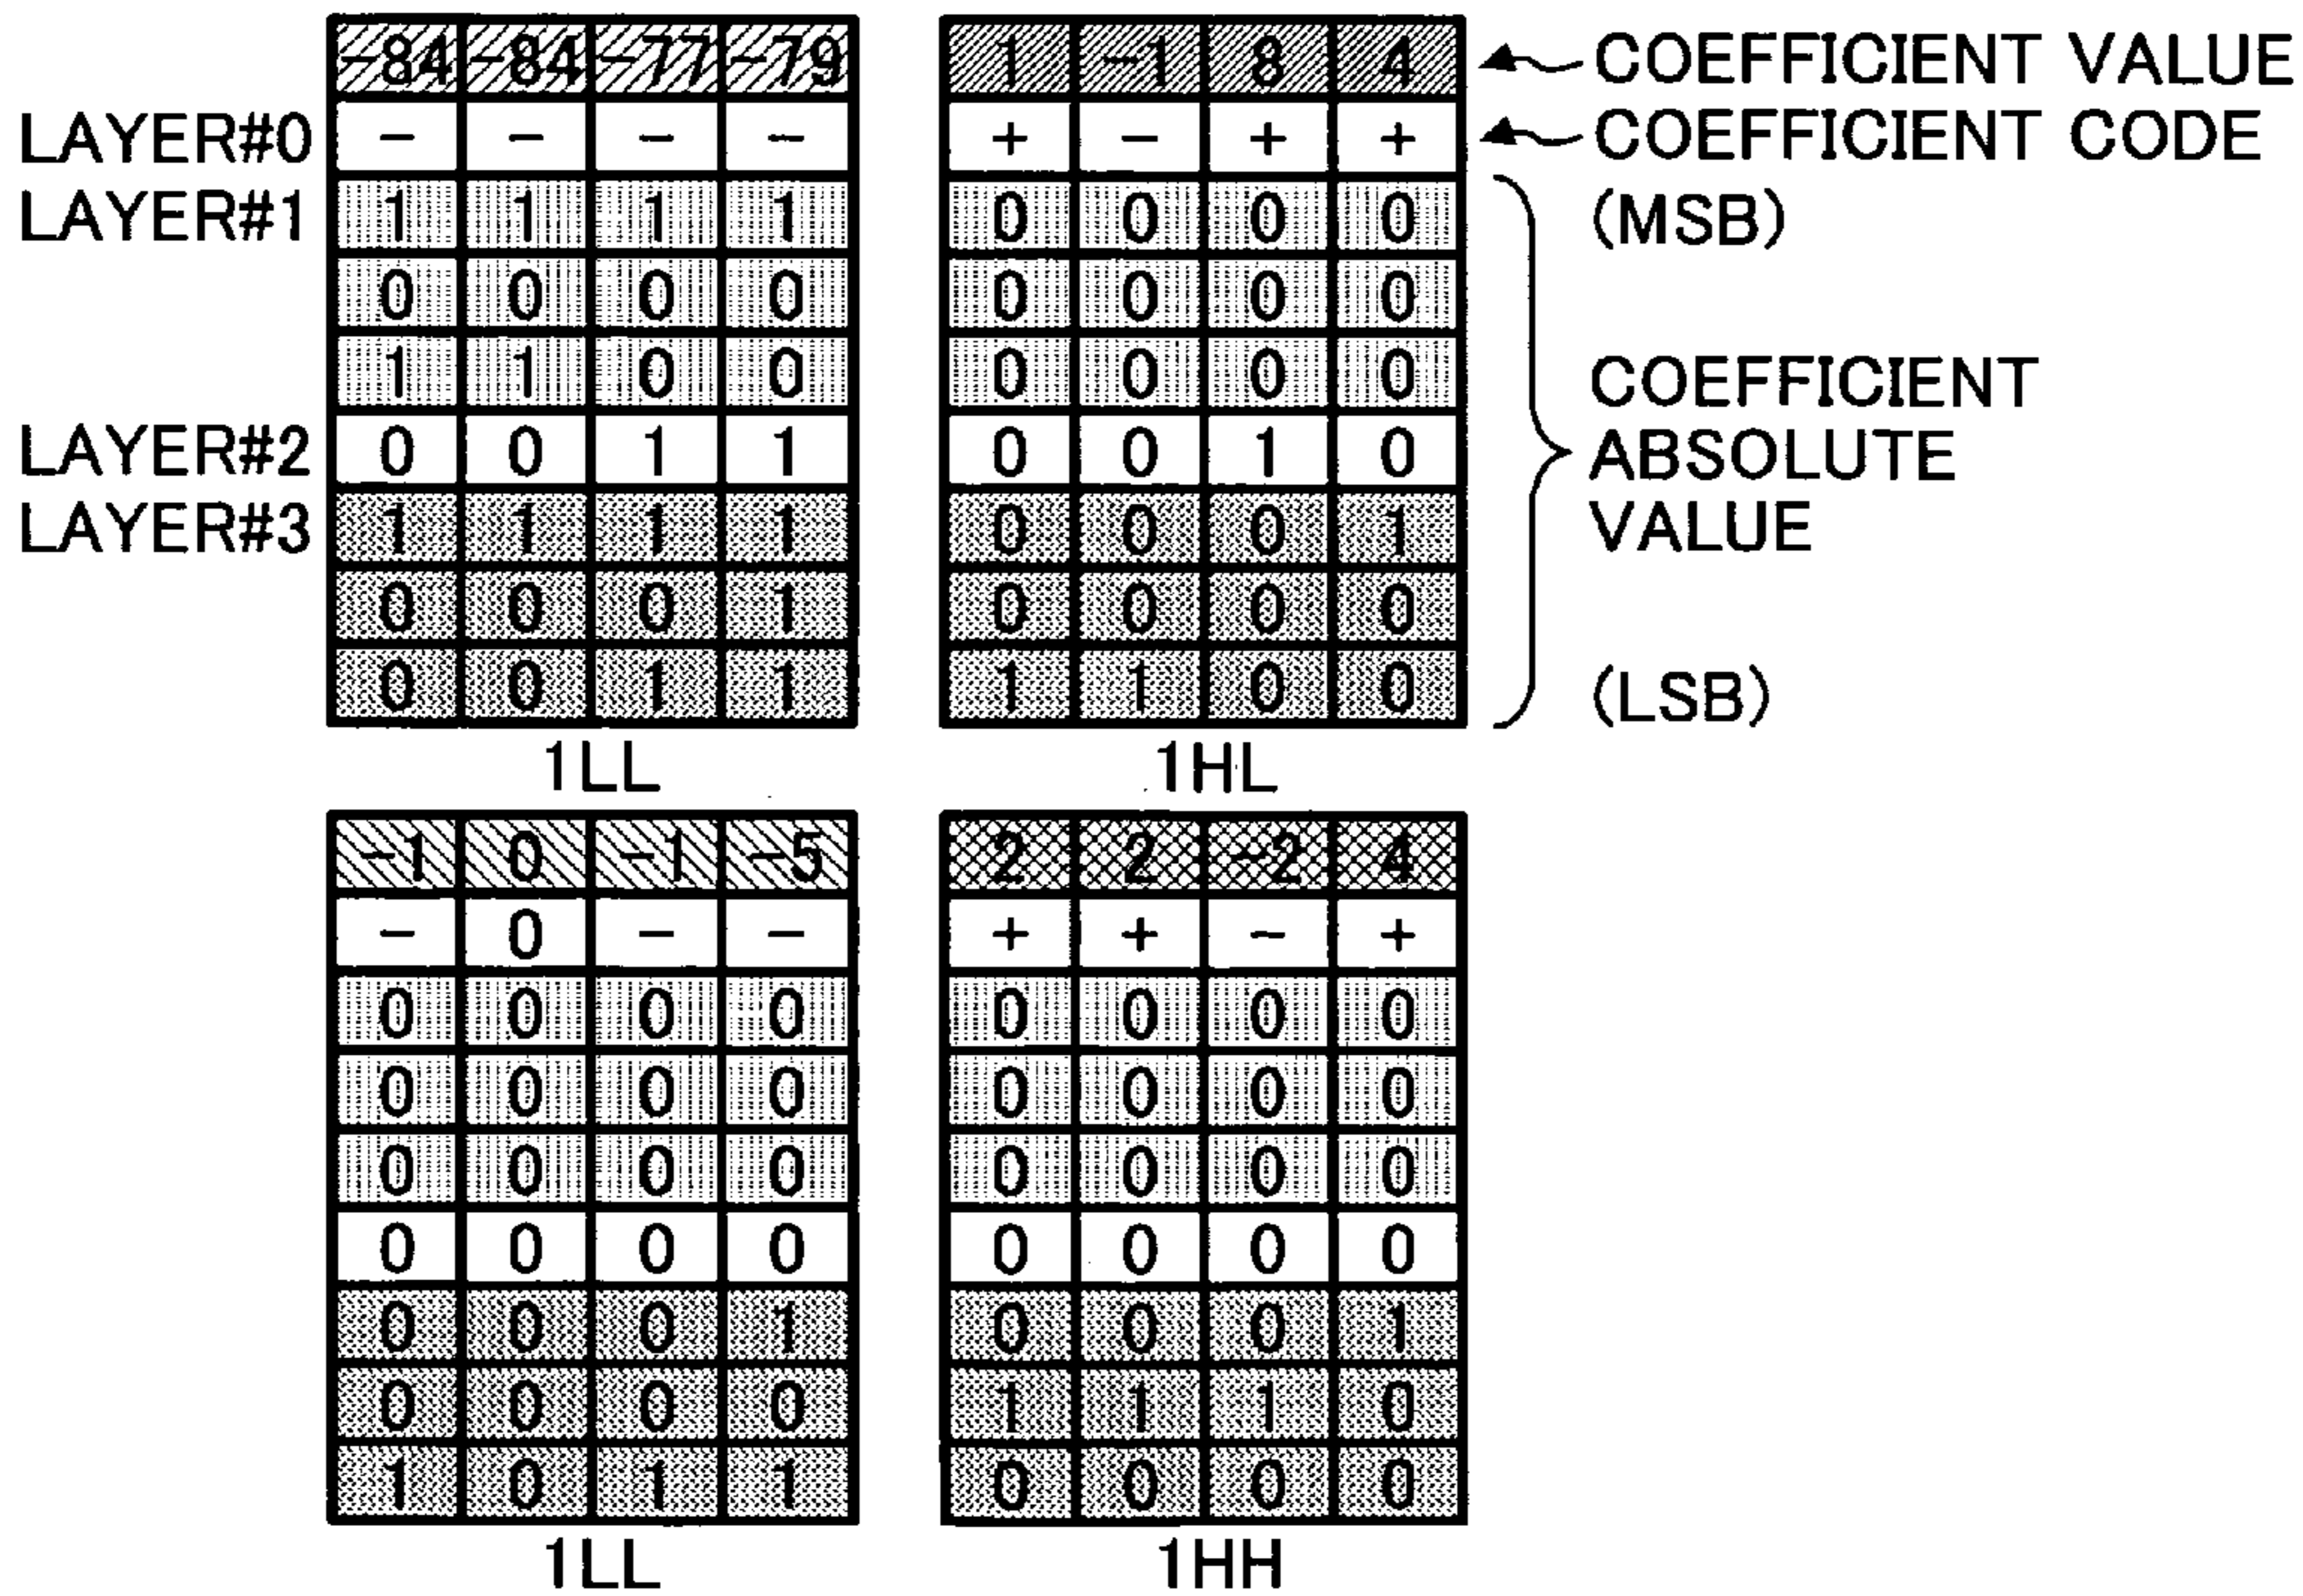 -84 -84 -77 -79 1 -1 8 4 COEFFICIENT VALUE
LAYER#0 - - - - + - + + COEFFICIENT CODE
LAYER#1 1 1 1 1 0 0 0 0 (MSB)
0 0 0 0 0 0 0 0
1 1 0 0 0 0 0 0 COEFFICIENT
LAYER#2 0 0 1 1 0 0 1 0 ABSOLUTE
LAYER#3 1 1 1 1 0 0 0 1 VALUE
0 0 0 1 0 0 0 0
0 0 1 1 1 1 0 0 (LSB)
1LL 1HL
-1 0 -1 -5 2 2 -2 4
- 0 - - + + - +
0 0 0 0 0 0 0 0
0 0 0 0 0 0 0 0
0 0 0 0 0 0 0 0
0 0 0 0 0 0 0 0
0 0 0 1 0 0 0 1
0 0 0 0 1 1 1 0
1 0 1 1 0 0 0 0
1LL 1HH